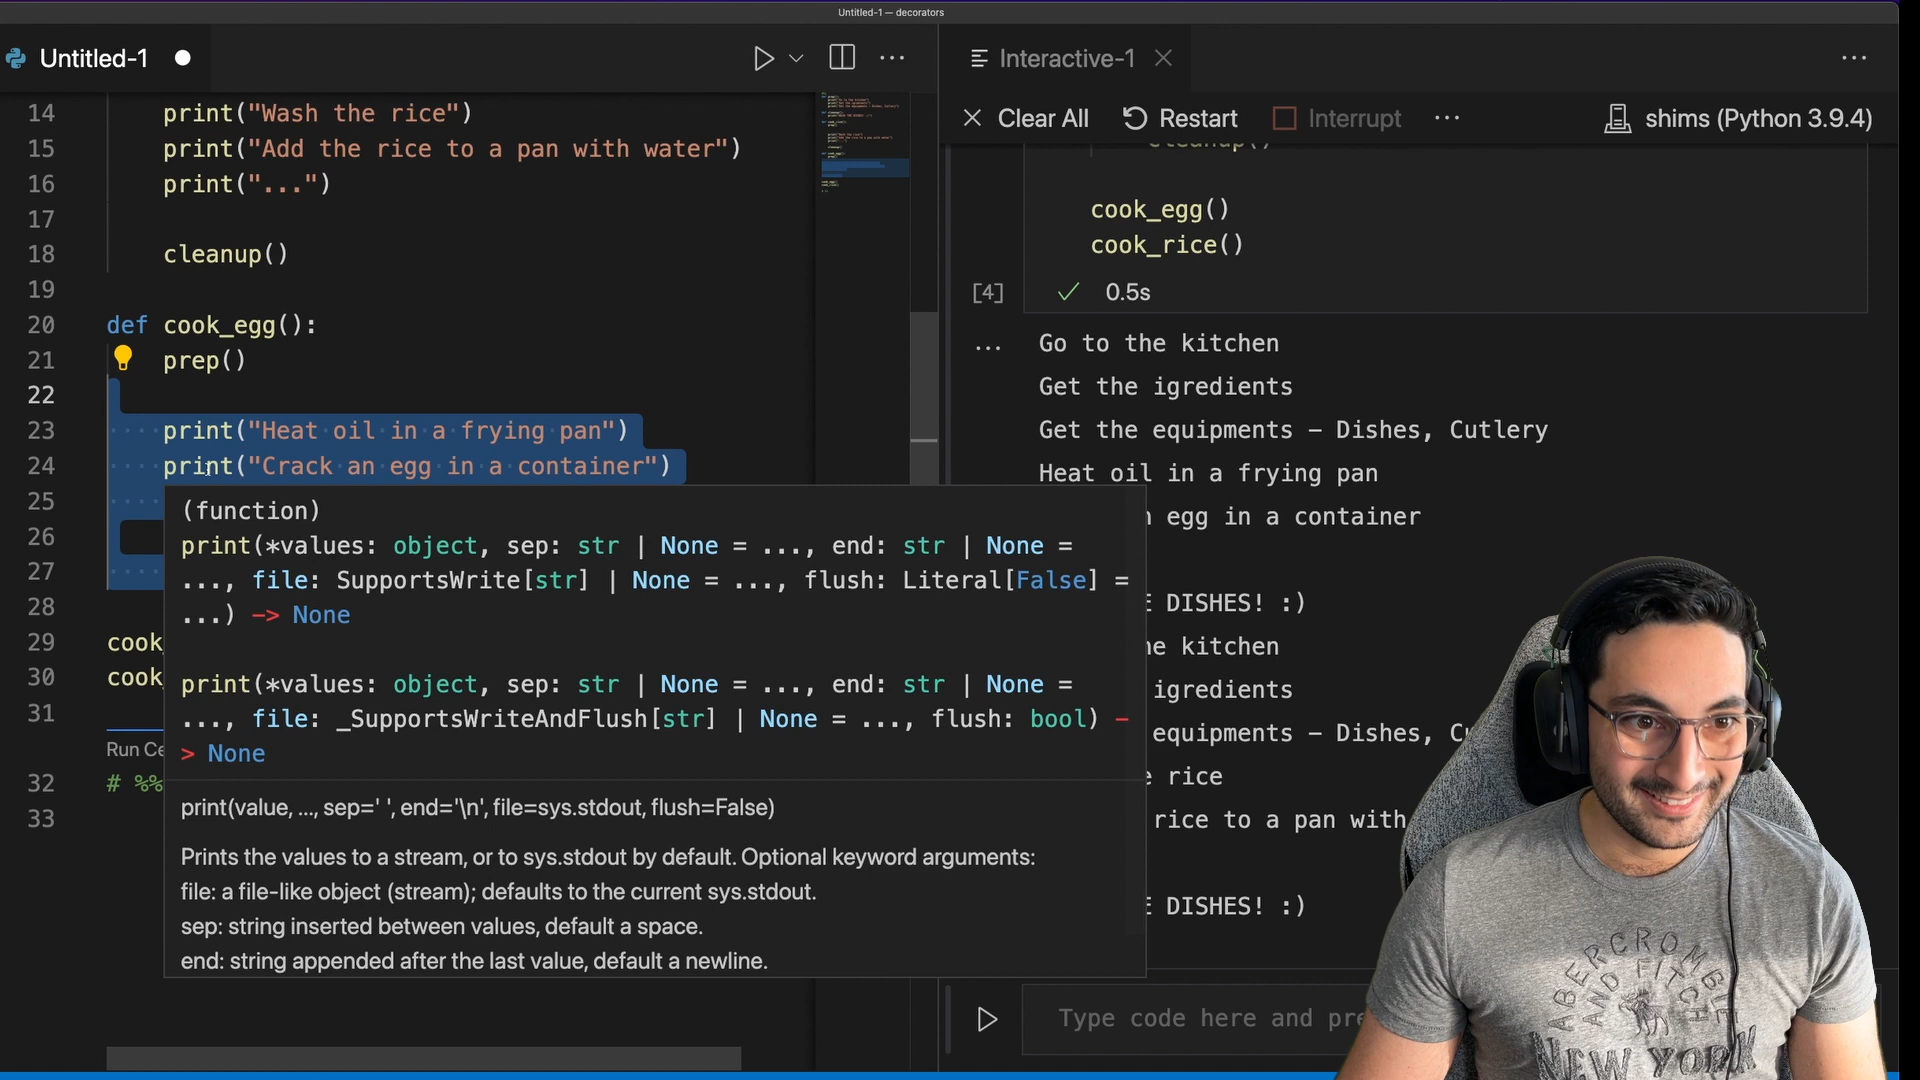 Untitled-1 — decorators
Untitled-1
14 print("Wash the rice")
15 print("Add the rice to a pan with water")
16 print("...")
17
18 cleanup()
19
20 def cook_egg():
21 prep()
22
23 print("Heat oil in a frying pan")
24 print("Crack an egg in a container")
25
26
27
28
29 cook_
30 cook_
31
Run Ce
32 # %%
33
(function)
print(*values: object, sep: str | None = ..., end: str | None =
..., file: SupportsWrite[str] | None = ..., flush: Literal[False] =
...) -> None
print(*values: object, sep: str | None = ..., end: str | None =
..., file: _SupportsWriteAndFlush[str] | None = ..., flush: bool) -
> None
print(value, ..., sep=' ', end='\n', file=sys.stdout, flush=False)
Prints the values to a stream, or to sys.stdout by default. Optional keyword arguments:
file: a file-like object (stream); defaults to the current sys.stdout.
sep: string inserted between values, default a space.
end: string appended after the last value, default a newline.
Interactive-1
Clear All Restart Interrupt ... shims (Python 3.9.4)
cleanup()
cook_egg()
cook_rice()
[4] ✓ 0.5s
... Go to the kitchen
Get the igredients
Get the equipments – Dishes, Cutlery
Heat oil in a frying pan
egg in a container
DISHES! :)
kitchen
igredients
equipments – Dishes,
rice
rice to a pan with
DISHES! :)
Type code here and
ABERCROMBIE
AND FITCH
NEW YORK